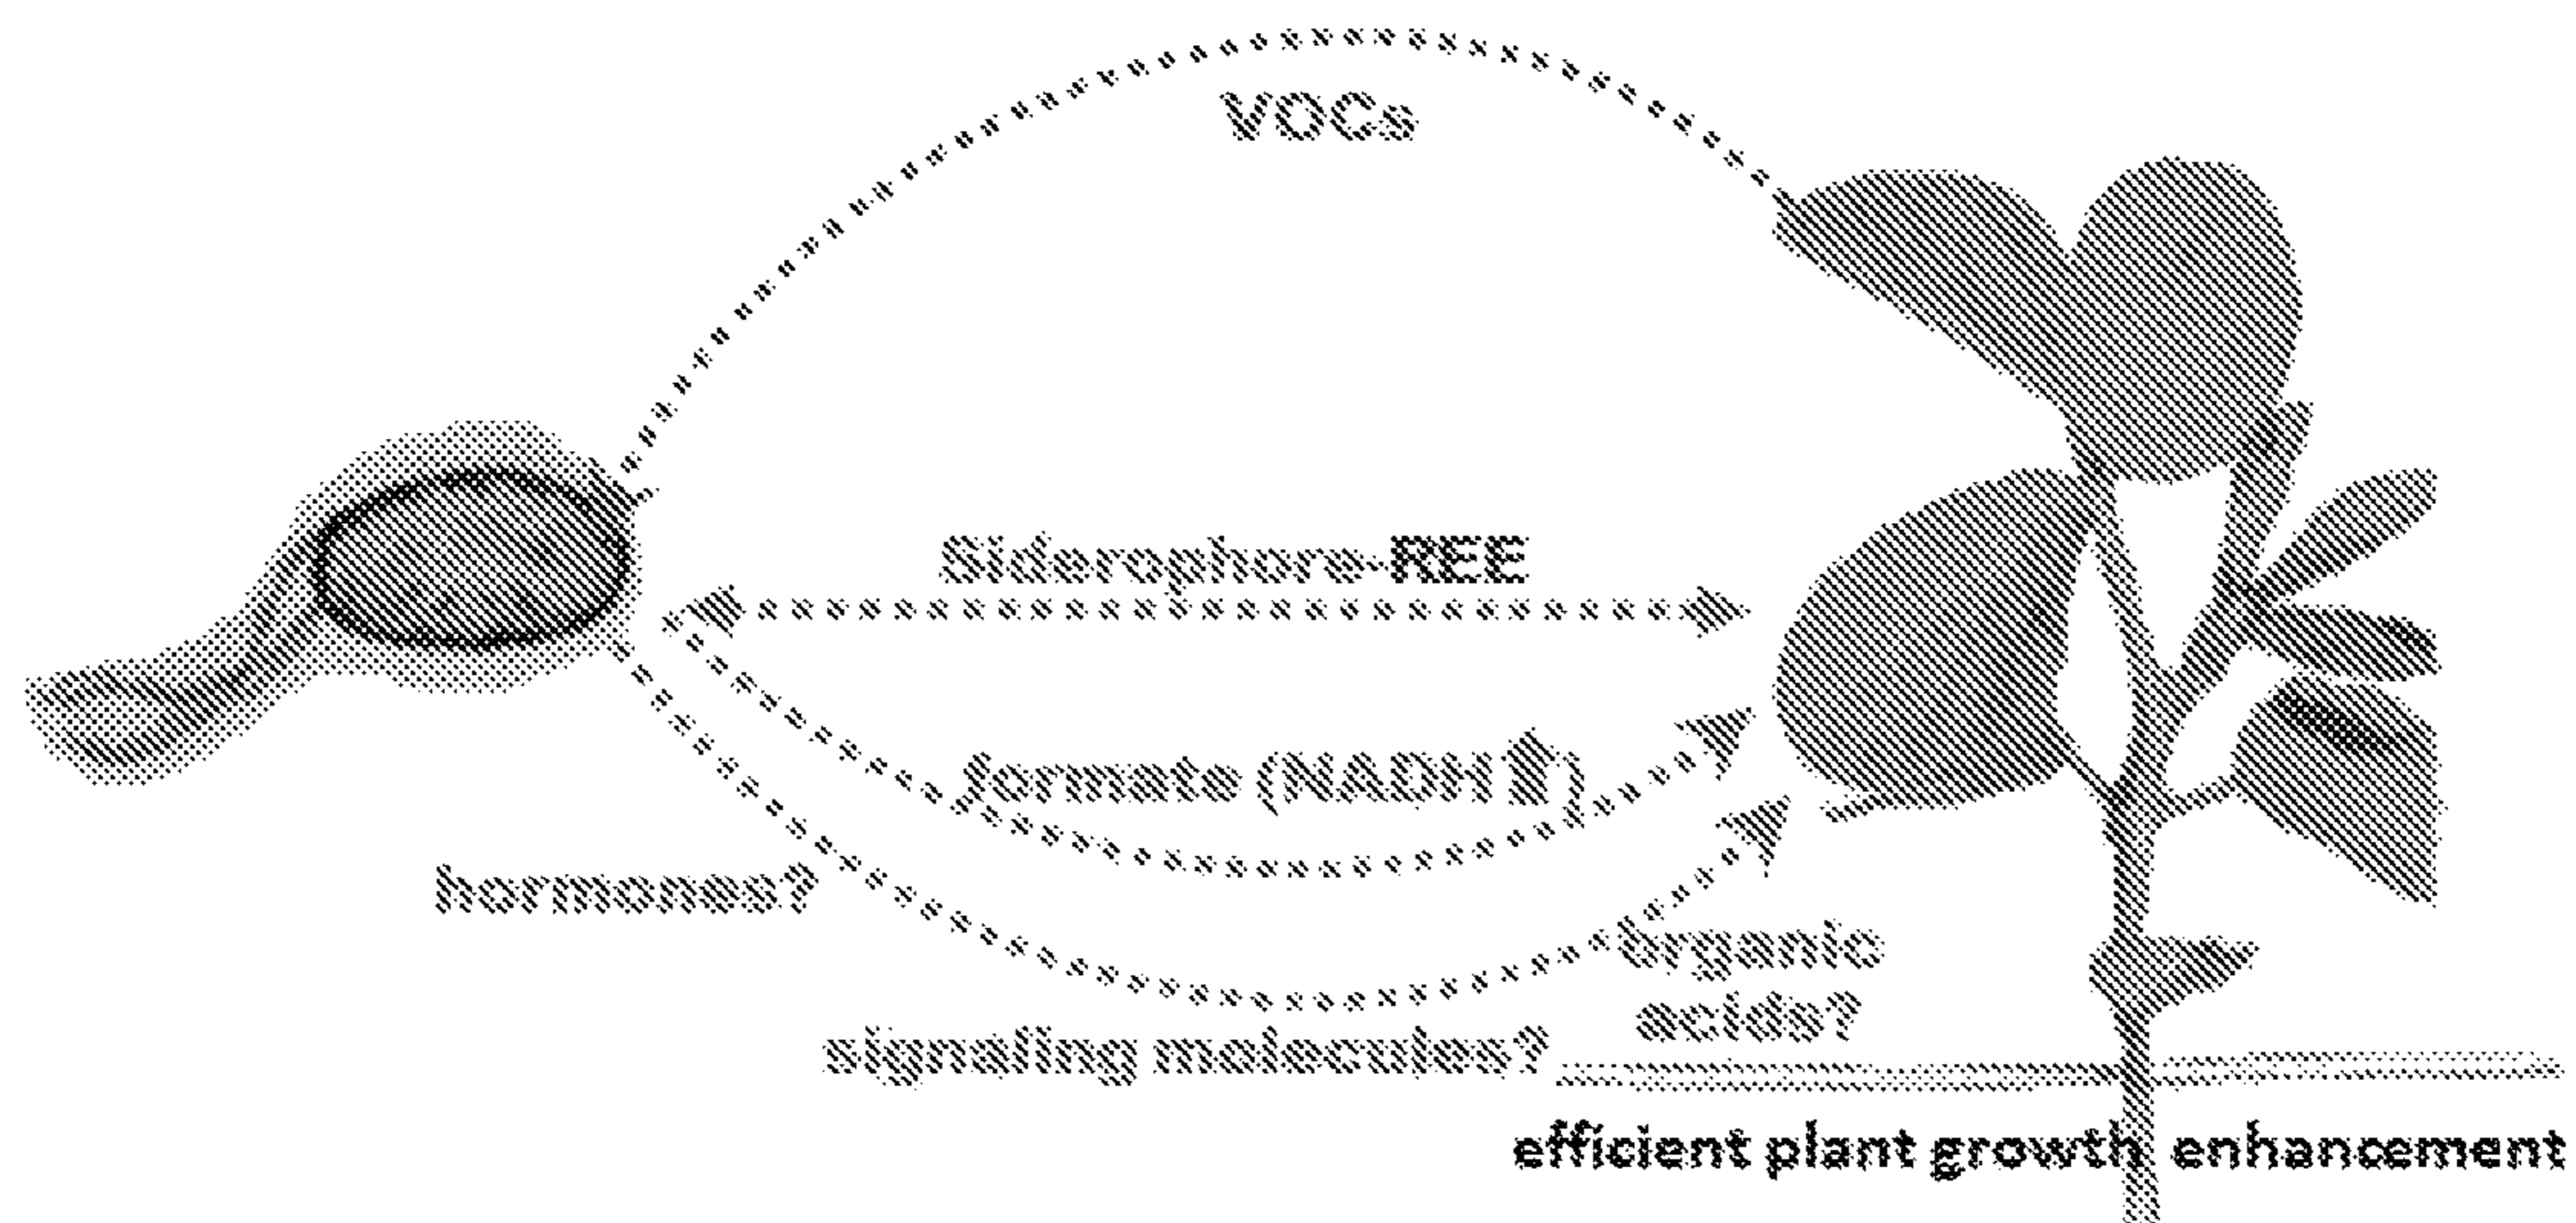 VOCs
Siderophore-REE
formate (NADH⬆)
hormones?
organic
acids?
signaling molecules?
efficient plant growth enhancement